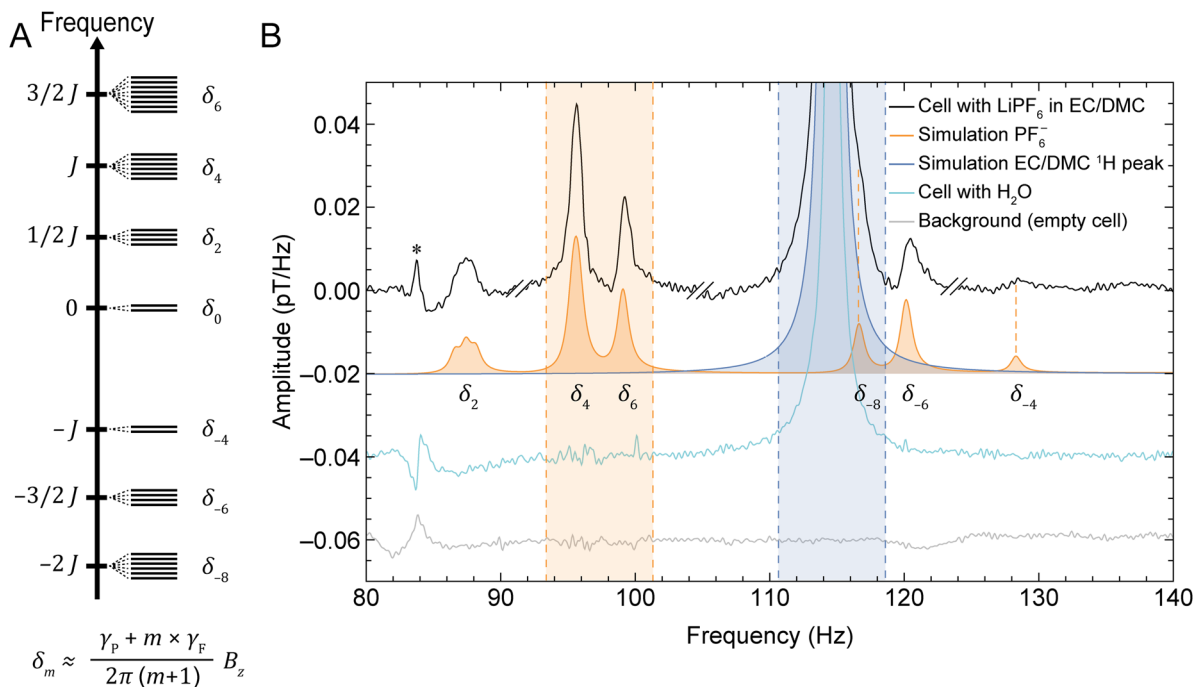 A
Frequency
3/2 J
δ6
J
δ4
1/2 J
δ2
0
δ0
– J
δ–4
–3/2 J
δ–6
–2 J
δ–8
δm ≈ γP + m × γF / 2π (m+1) Bz
B
Cell with LiPF6 in EC/DMC
Simulation PF6–
Simulation EC/DMC 1H peak
Cell with H2O
Background (empty cell)
*
δ2
δ4
δ6
δ–8
δ–6
δ–4
Amplitude (pT/Hz)
0.04
0.02
0.00
–0.02
–0.04
–0.06
80
100
110
120
130
140
Frequency (Hz)